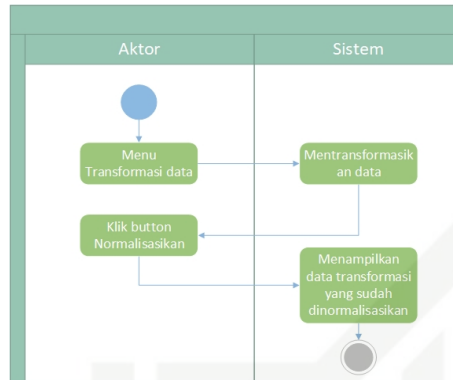 Aktor
Sistem
Menu
Transformasi data
Mentransformasik
an data
Klik button
Normalisasikan
Menampilkan
data transformasi
yang sudah
dinormalisasikan